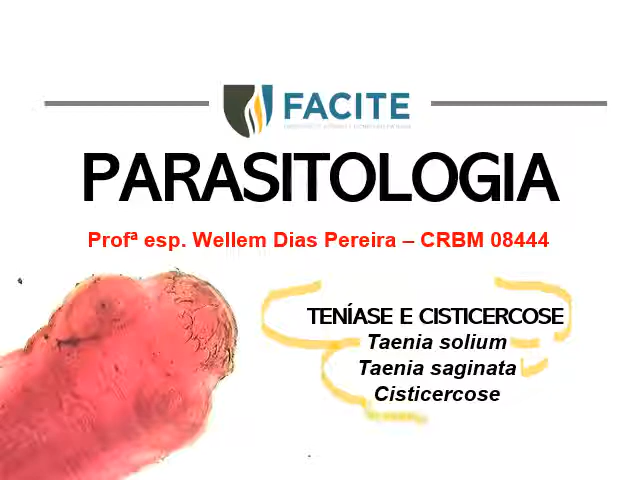 FACITE
PARASITOLOGIA
Profª esp. Wellem Dias Pereira – CRBM 08444
TENÍASE E CISTICERCOSE
Taenia solium
Taenia saginata
Cisticercose